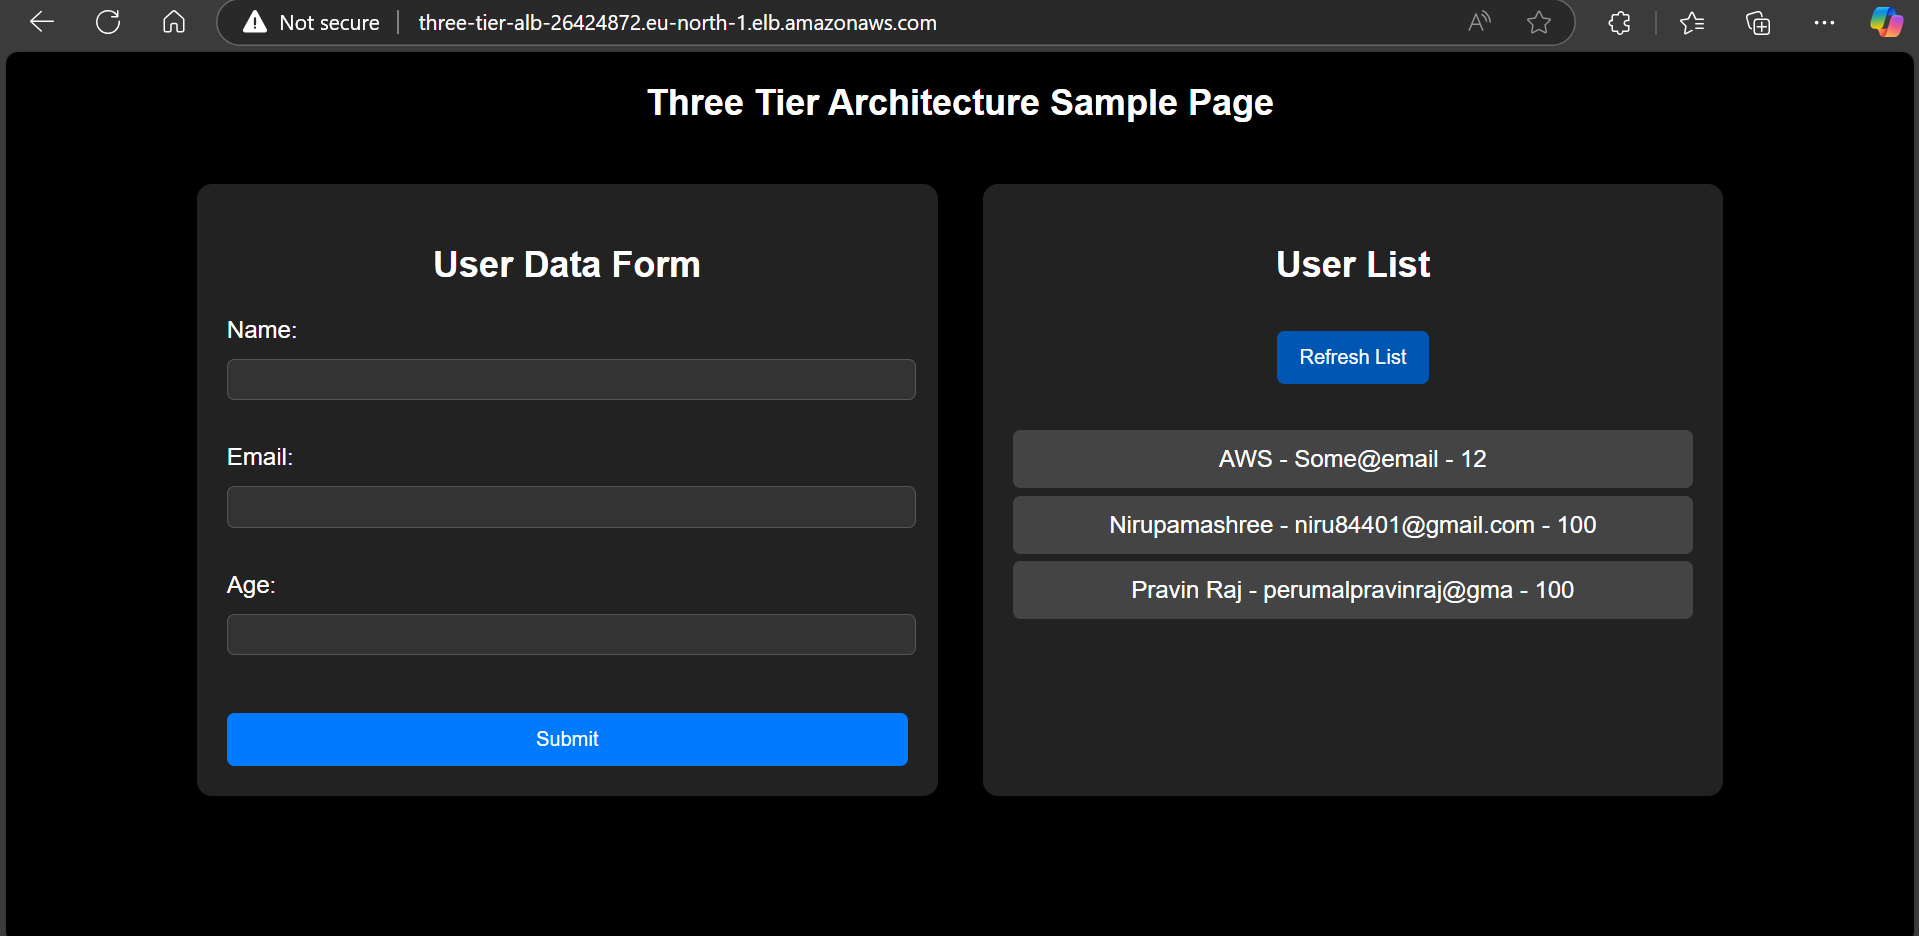 Not secure three-tier-alb-26424872.eu-north-1.elb.amazonaws.com
Three Tier Architecture Sample Page
User Data Form
Name:
Email:
Age:
Submit
User List
Refresh List
AWS - Some@email - 12
Nirupamashree - niru84401@gmail.com - 100
Pravin Raj - perumalpravinraj@gma - 100